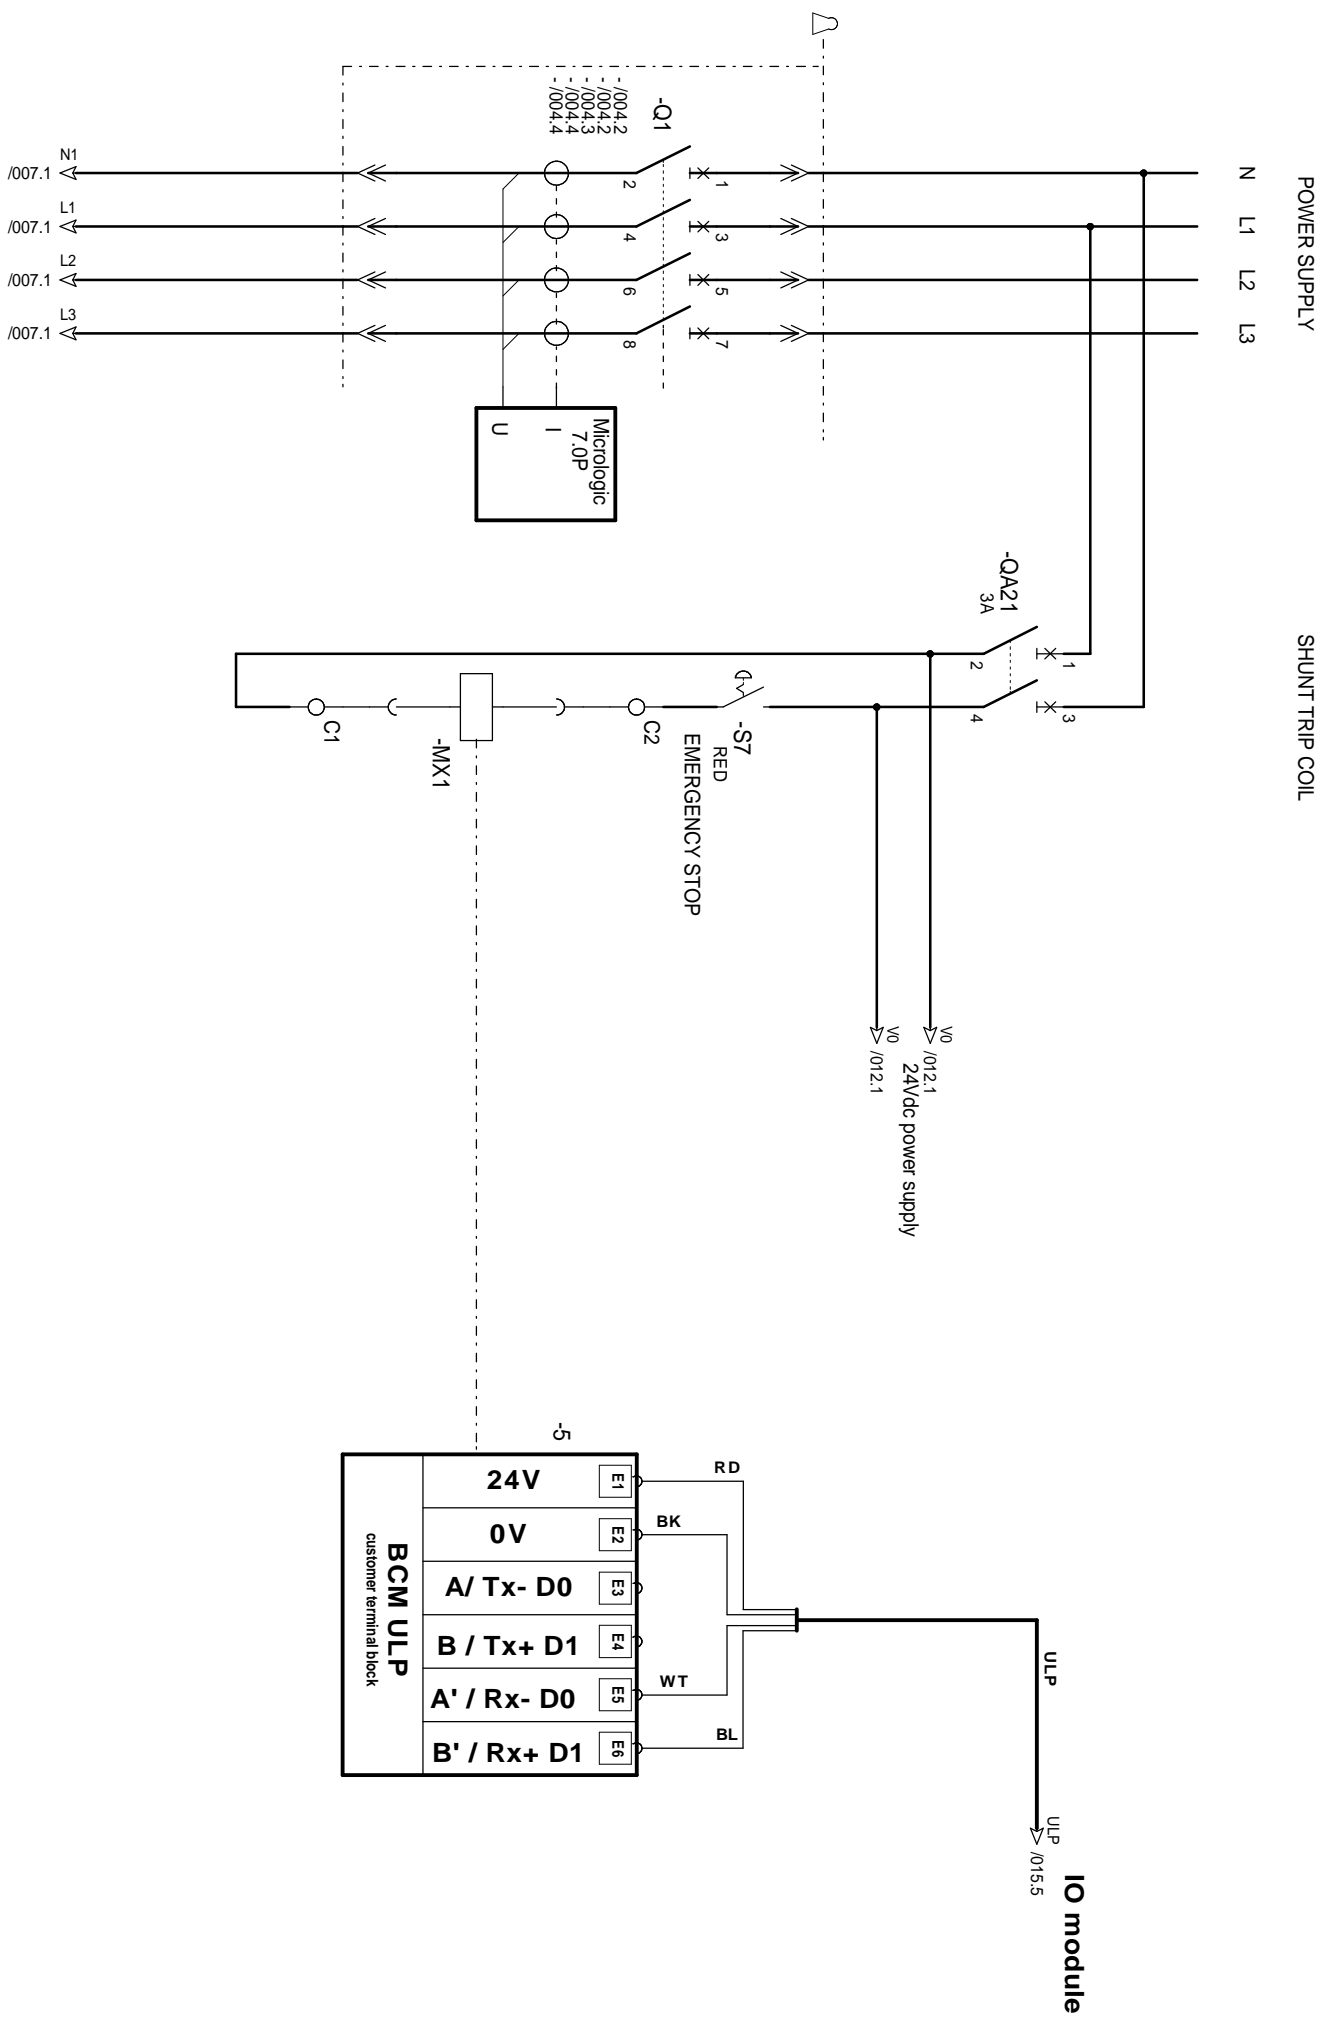 POWER SUPPLY
SHUNT TRIP COIL
N
L1
L2
L3
-Q1
-/004.2
-/004.2
-/004.3
-/004.4
-/004.4
1
3
5
7
2
4
6
8
N1
/007.1
L1
/007.1
L2
/007.1
L3
/007.1
Micrologic
7.0P
I
U
-QA21
3A
1
3
2
4
-S7
RED
EMERGENCY STOP
C2
C1
-MX1
V0
/012.1
24Vdc power supply
V0
/012.1
-5
E1
24V
RD
E2
0V
BK
E3
A/ Tx- D0
E4
B / Tx+ D1
E5
A' / Rx- D0
WT
E6
B' / Rx+ D1
BL
BCM ULP
customer terminal block
ULP
ULP
/015.5
IO module